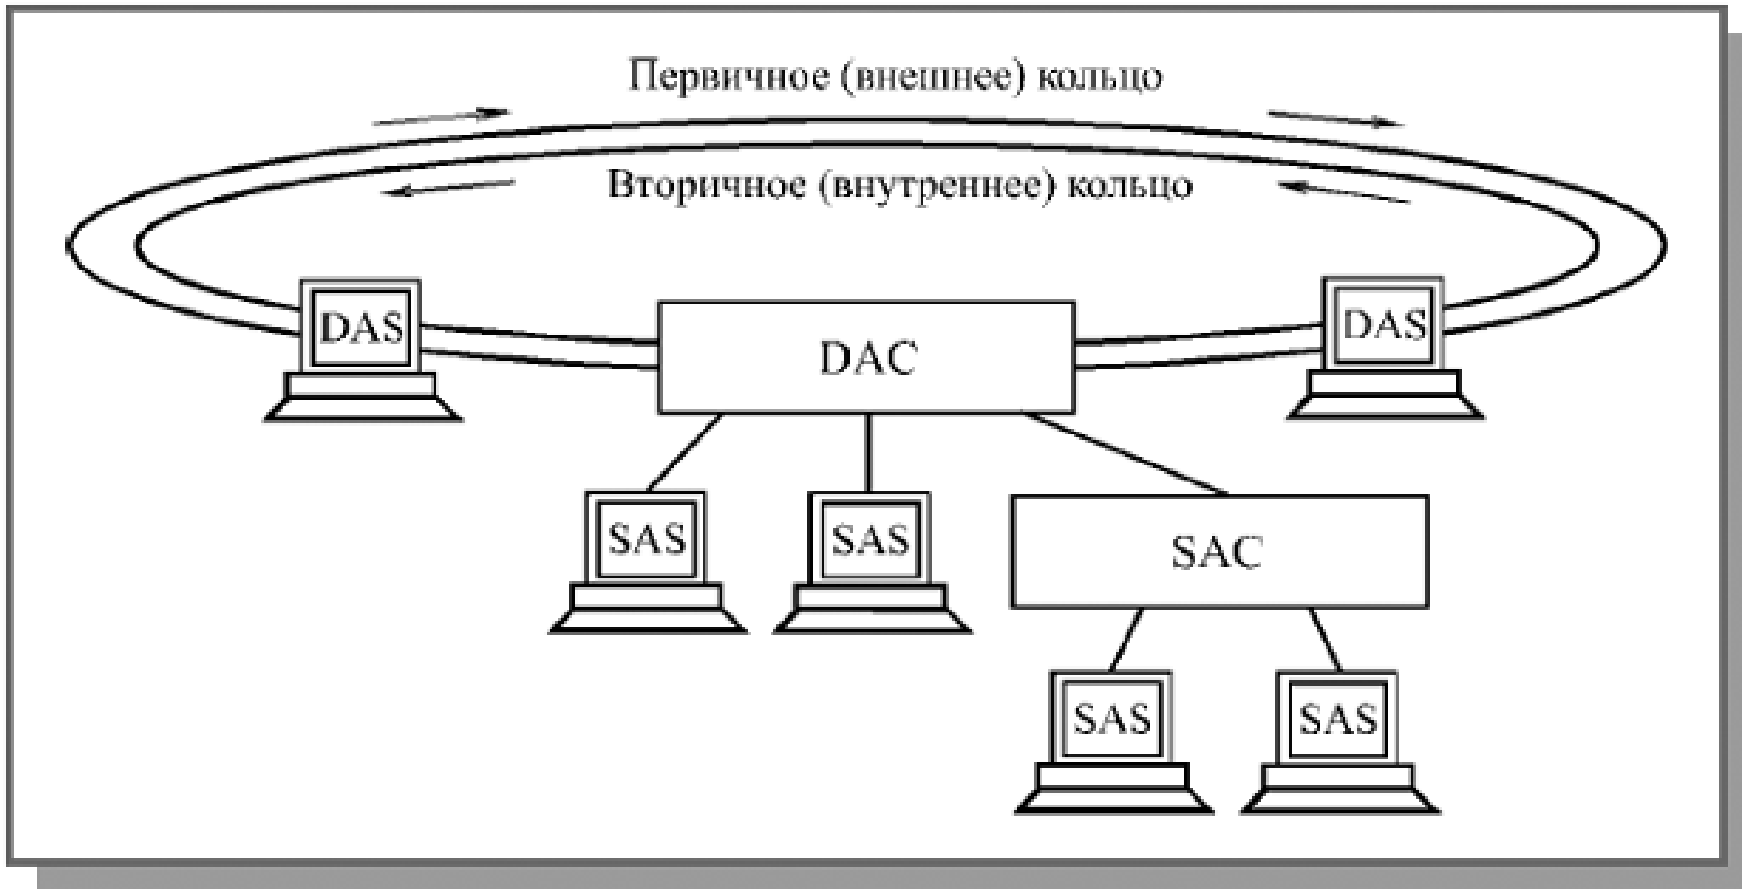 Первичное (внешнее) кольцо
Вторичное (внутреннее) кольцо
DAS
DAC
DAS
SAS
SAS
SAC
SAS
SAS